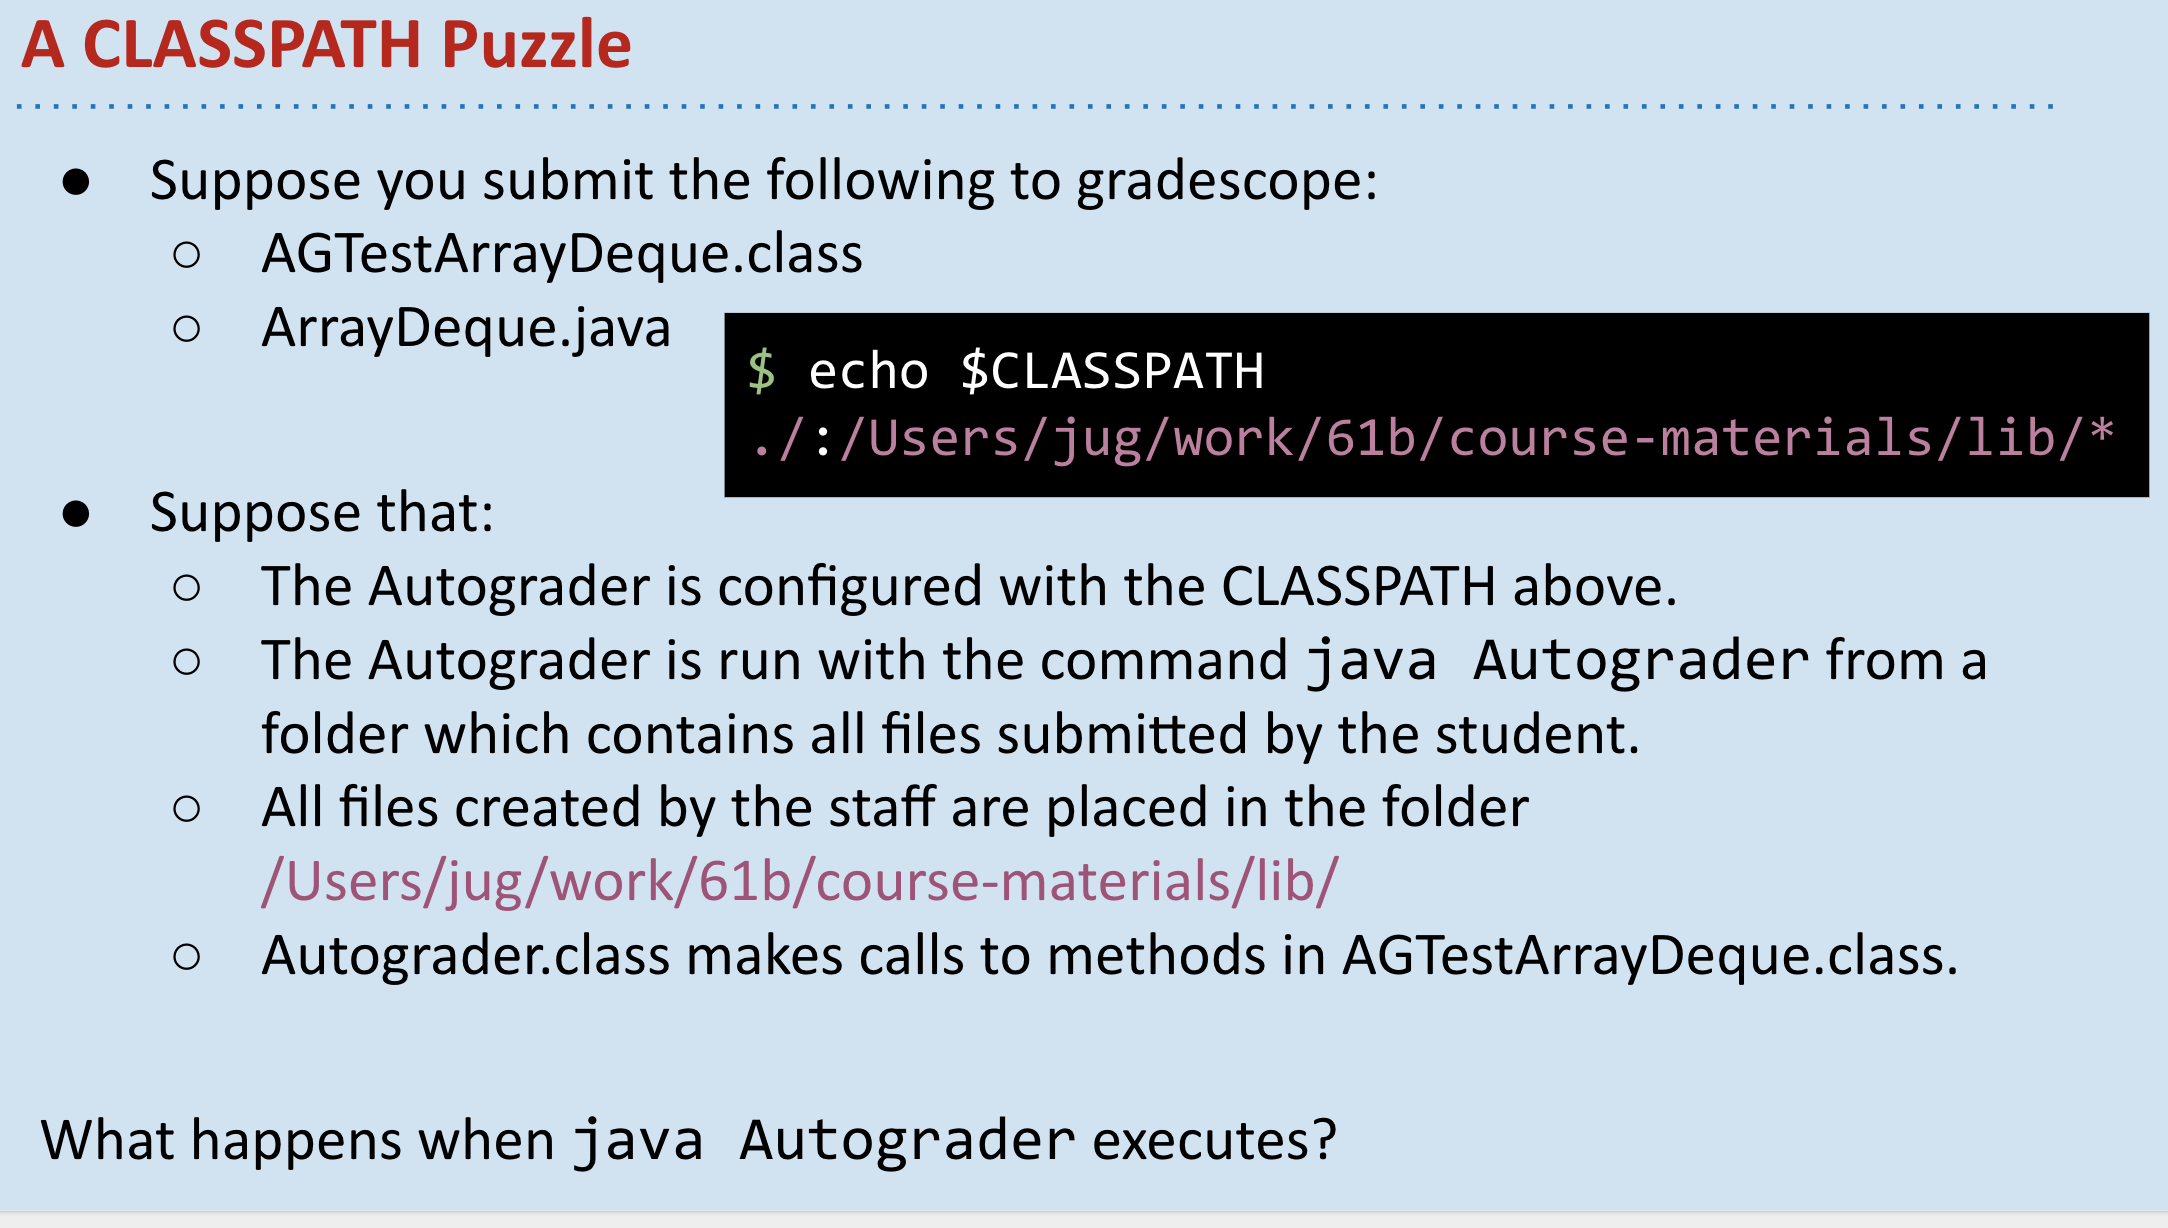 A CLASSPATH Puzzle
● Suppose you submit the following to gradescope:
○ AGTestArrayDeque.class
○ ArrayDeque.java
$ echo $CLASSPATH
./:/Users/jug/work/61b/course-materials/lib/*
● Suppose that:
○ The Autograder is configured with the CLASSPATH above.
○ The Autograder is run with the command java Autograder from a
folder which contains all files submitted by the student.
○ All files created by the staff are placed in the folder
/Users/jug/work/61b/course-materials/lib/
○ Autograder.class makes calls to methods in AGTestArrayDeque.class.
What happens when java Autograder executes?